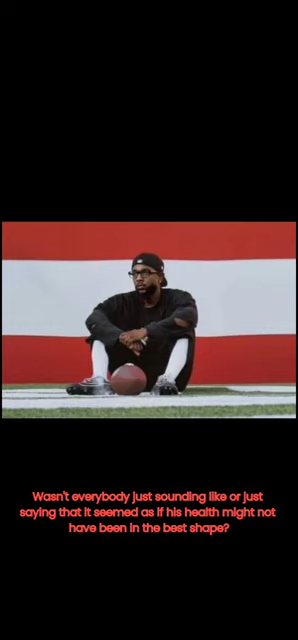 Wasn't everybody just sounding like or just
saying that it seemed as if his health might not
have been in the best shape?